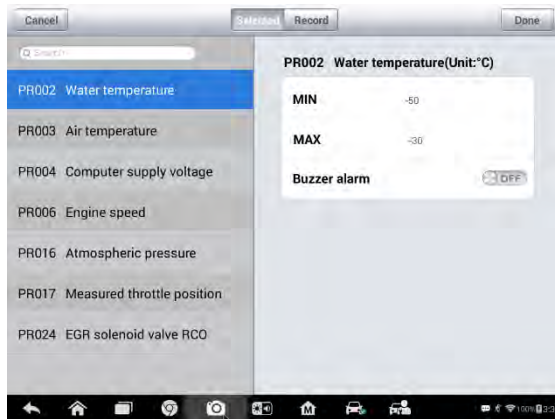 Cancel
Selected Record
Done
Search
PR002 Water temperature
PR003 Air temperature
PR004 Computer supply voltage
PR006 Engine speed
PR016 Atmospheric pressure
PR017 Measured throttle position
PR024 EGR solenoid valve RCO
PR002 Water temperature(Unit:°C)
MIN -50
MAX -30
Buzzer alarm OFF
100%